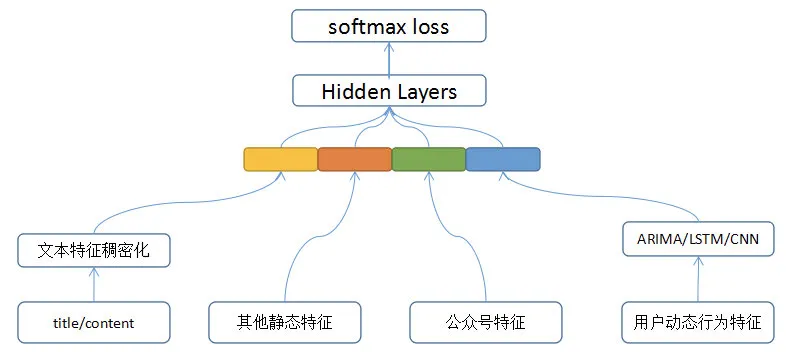 softmax loss
Hidden Layers
文本特征稠密化
ARIMA/LSTM/CNN
title/content
其他静态特征
公众号特征
用户动态行为特征